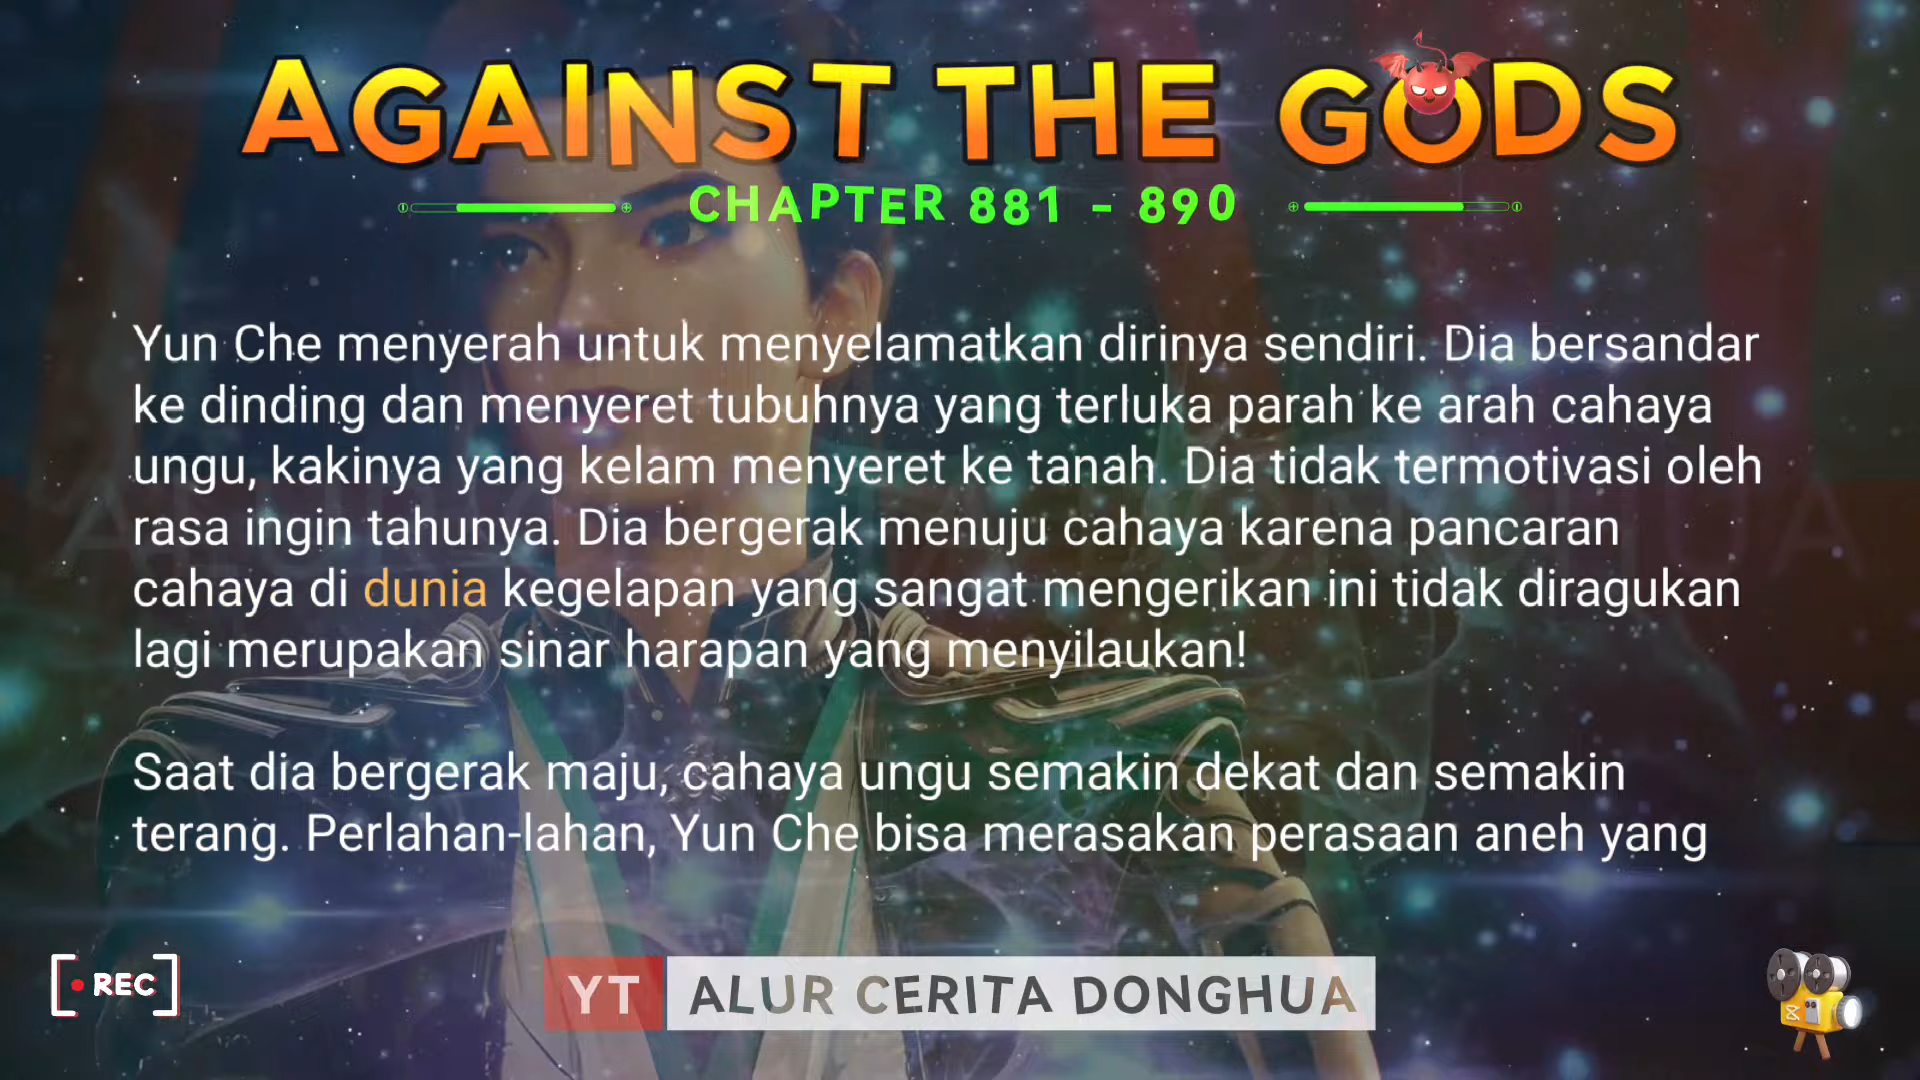 AGAINST THE GODS
CHAPTER 881 - 890
Yun Che menyerah untuk menyelamatkan dirinya sendiri. Dia bersandar
ke dinding dan menyeret tubuhnya yang terluka parah ke arah cahaya
ungu, kakinya yang kelam menyeret ke tanah. Dia tidak termotivasi oleh
rasa ingin tahunya. Dia bergerak menuju cahaya karena pancaran
cahaya di dunia kegelapan yang sangat mengerikan ini tidak diragukan
lagi merupakan sinar harapan yang menyilaukan!
Saat dia bergerak maju, cahaya ungu semakin dekat dan semakin
terang. Perlahan-lahan, Yun Che bisa merasakan perasaan aneh yang
REC
YT ALUR CERITA DONGHUA